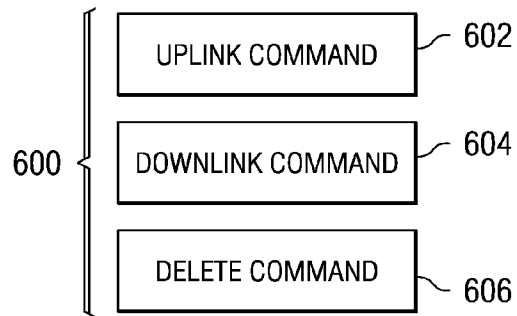 UPLINK COMMAND 602
600 DOWNLINK COMMAND 604
DELETE COMMAND 606